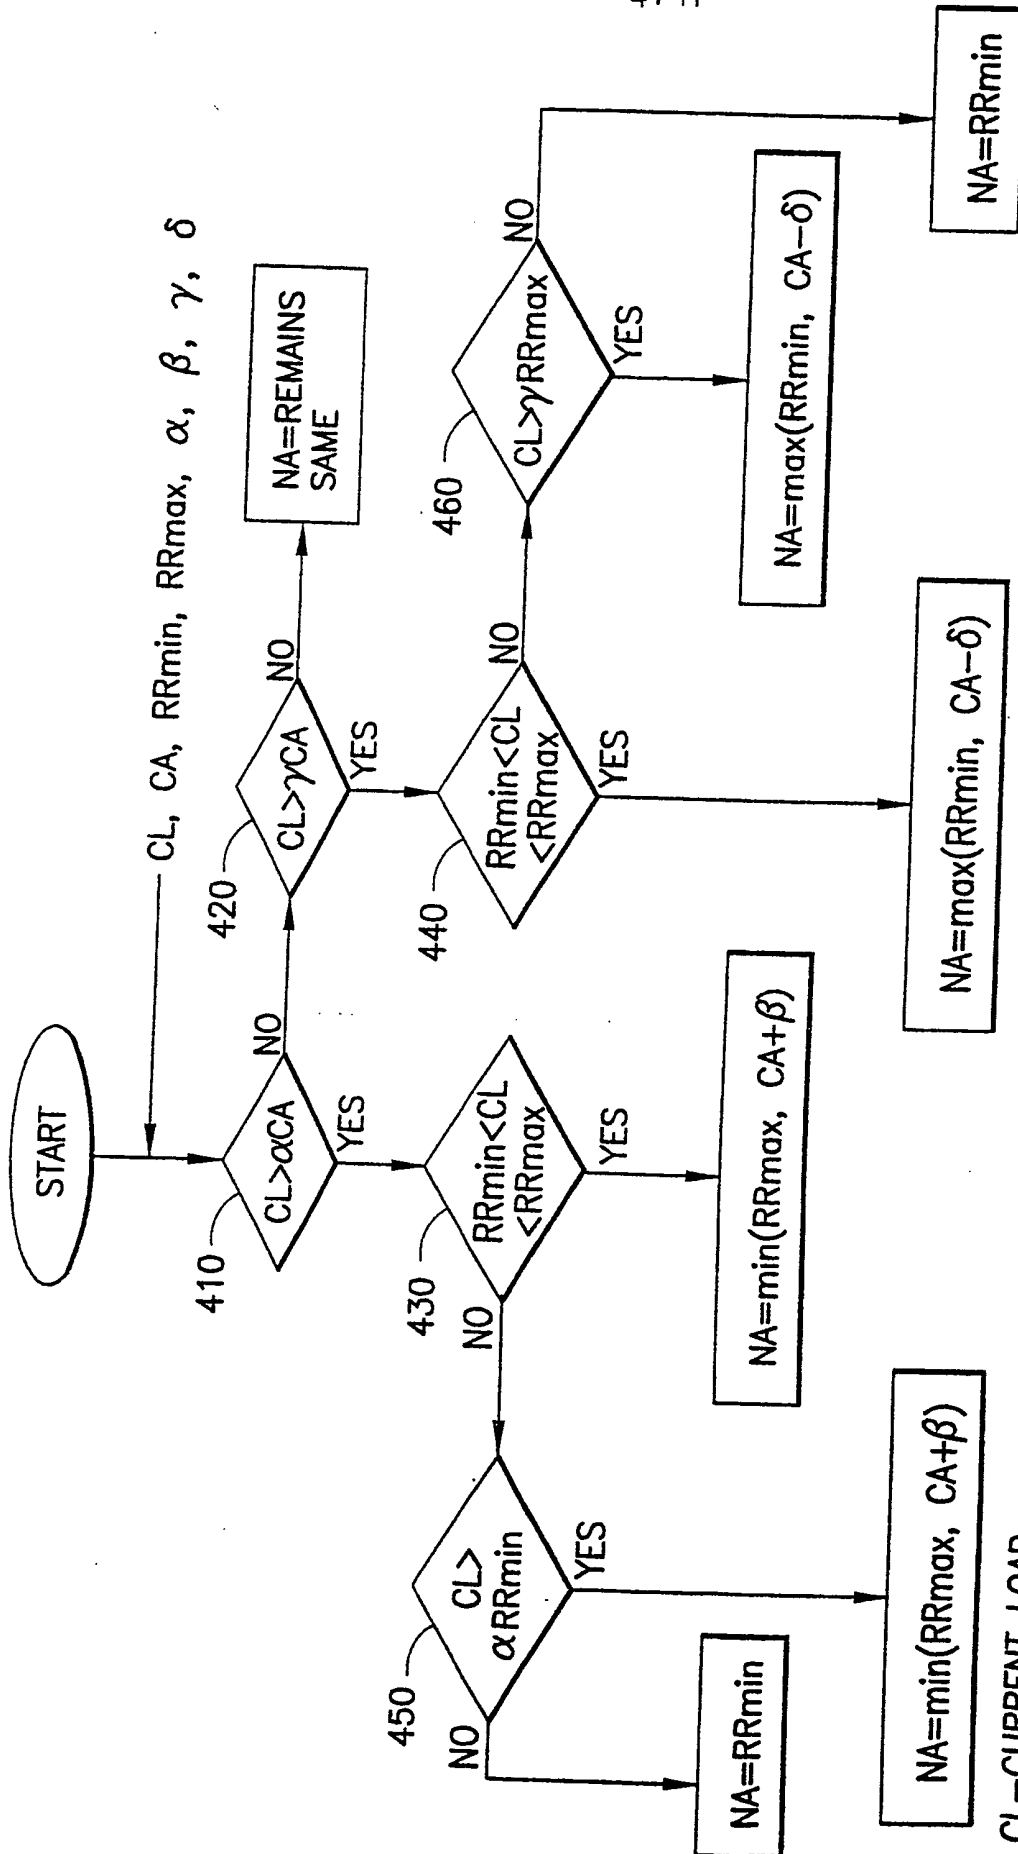 START
CL, CA, RRmin, RRmax, α, β, γ, δ
410
CL>αCA
NO
YES
420
CL>γCA
NO
YES
NA=REMAINS
SAME
430
RRmin<CL
<RRmax
NO
YES
440
RRmin<CL
<RRmax
NO
YES
450
CL>
αRRmin
NO
YES
460
CL>γRRmax
NO
YES
NA=RRmin
NA=min(RRmax, CA+β)
NA=min(RRmax, CA+β)
NA=max(RRmin, CA-δ)
NA=max(RRmin, CA-δ)
NA=RRmin
CL-CURRENT LOAD